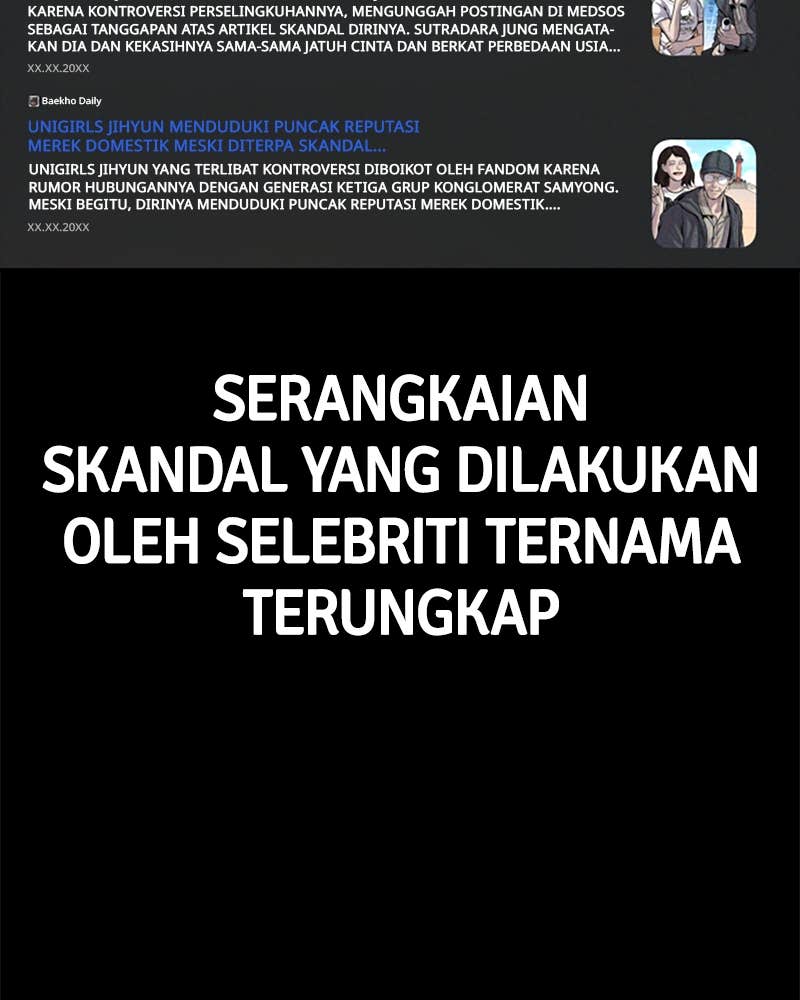 KARENA KONTROVERSI PERSELINGKUHANNYA, MENGUNGGAH POSTINGAN DI MEDSOS
SEBAGAI TANGGAPAN ATAS ARTIKEL SKANDAL DIRINYA. SUTRADARA JUNG MENGATA-
KAN DIA DAN KEKASIHNYA SAMA-SAMA JATUH CINTA DAN BERKAT PERBEDAAN USIA...
XX.XX.20XX
Baekho Daily
UNIGIRLS JIHYUN MENDUDUKI PUNCAK REPUTASI
MEREK DOMESTIK MESKI DITERPA SKANDAL...
UNIGIRLS JIHYUN YANG TERLIBAT KONTROVERSI DIBOIKOT OLEH FANDOM KARENA
RUMOR HUBUNGANNYA DENGAN GENERASI KETIGA GRUP KONGLOMERAT SAMYONG.
MESKI BEGITU, DIRINYA MENDUDUKI PUNCAK REPUTASI MEREK DOMESTIK....
XX.XX.20XX
SERANGKAIAN
SKANDAL YANG DILAKUKAN
OLEH SELEBRITI TERNAMA
TERUNGKAP